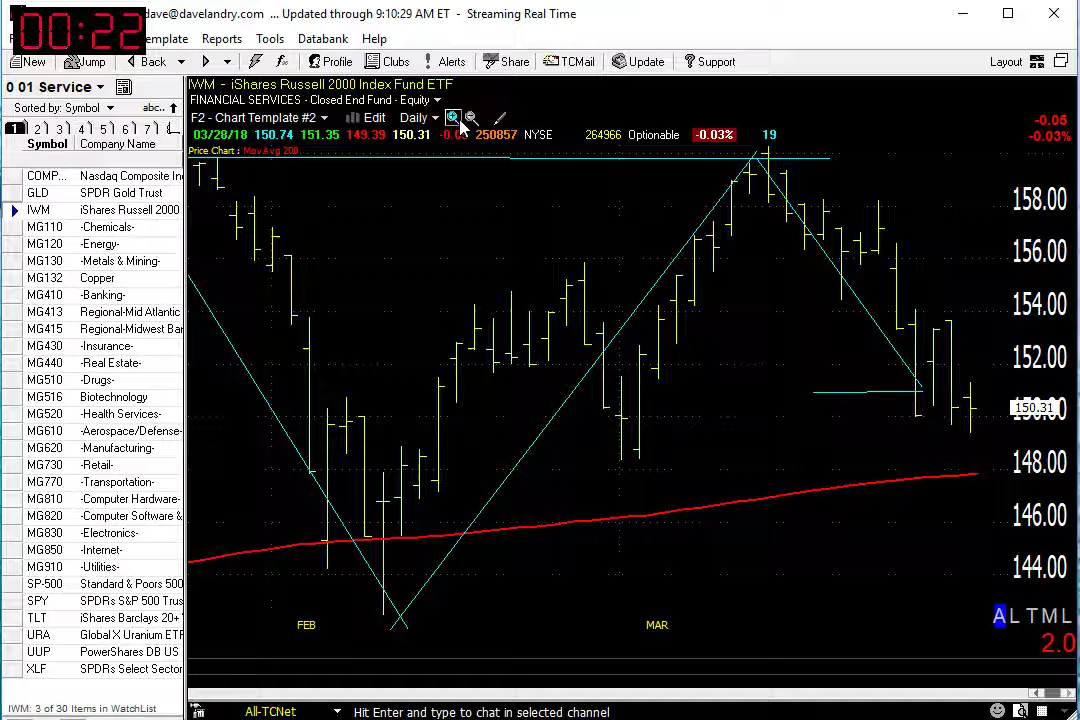 00:22
dave@davelandry.com ... Updated through 9:10:29 AM ET - Streaming Real Time
Template Reports Tools Databank Help
New Jump Back Profile Clubs Alerts Share TCMail Update Support Layout
0 01 Service
Sorted by: Symbol abc..
1 2 3 4 5 6 7
Symbol Company Name
COMP... Nasdaq Composite In
GLD SPDR Gold Trust
IWM iShares Russell 2000
MG110 -Chemicals-
MG120 -Energy-
MG130 -Metals & Mining-
MG132 Copper
MG410 -Banking-
MG413 Regional-Mid Atlantic
MG415 Regional-Midwest Bar
MG430 -Insurance-
MG440 -Real Estate-
MG510 -Drugs-
MG516 Biotechnology
MG520 -Health Services-
MG610 -Aerospace/Defense-
MG620 -Manufacturing-
MG730 -Retail-
MG770 -Transportation-
MG810 -Computer Hardware-
MG820 -Computer Software &
MG830 -Electronics-
MG850 -Internet-
MG910 -Utilities-
SP-500 Standard & Poors 500
SPY SPDRs S&P 500 Trus
TLT iShares Barclays 20+
URA Global X Uranium ETF
UUP PowerShares DB US
XLF SPDRs Select Sector
IWM: 3 of 30 Items in WatchList
IWM - iShares Russell 2000 Index Fund ETF
FINANCIAL SERVICES - Closed End Fund - Equity
F2 - Chart Template #2 Edit Daily
03/28/18 150.74 151.35 149.39 150.31 250857 NYSE 264966 Optionable -0.03% 19
-0.05
-0.03%
Price Chart : Mov Avg 200
158.00
156.00
154.00
152.00
150.31
148.00
146.00
144.00
FEB MAR
A L T M L
2.0
All-TCNet Hit Enter and type to chat in selected channel